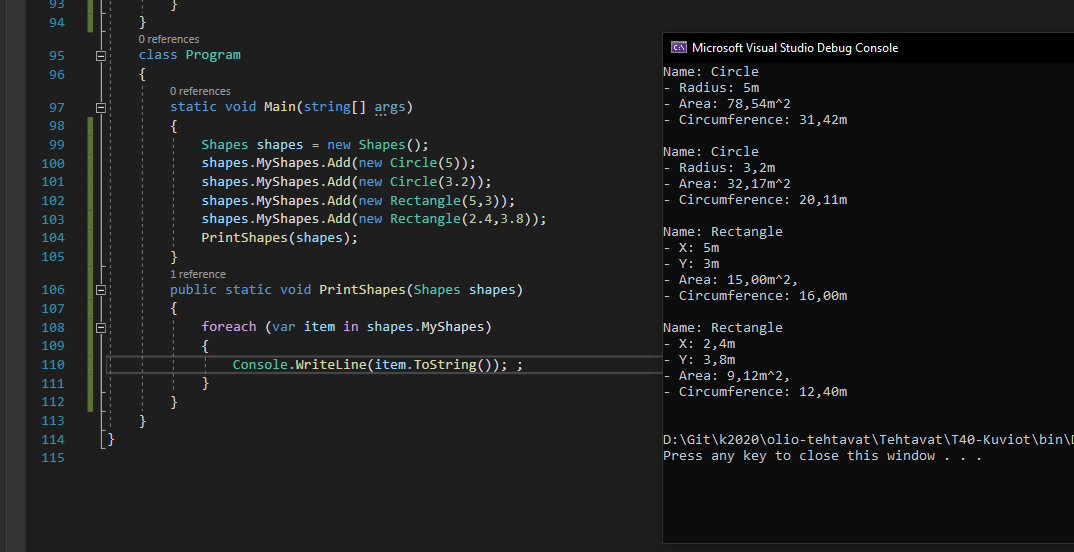 93 }
94 }
0 references
95 class Program
96 {
0 references
97 static void Main(string[] args)
98 {
99 Shapes shapes = new Shapes();
100 shapes.MyShapes.Add(new Circle(5));
101 shapes.MyShapes.Add(new Circle(3.2));
102 shapes.MyShapes.Add(new Rectangle(5,3));
103 shapes.MyShapes.Add(new Rectangle(2.4,3.8));
104 PrintShapes(shapes);
105 }
1 reference
106 public static void PrintShapes(Shapes shapes)
107 {
108 foreach (var item in shapes.MyShapes)
109 {
110 Console.WriteLine(item.ToString()); ;
111 }
112 }
113 }
114 }
115
Microsoft Visual Studio Debug Console
Name: Circle
- Radius: 5m
- Area: 78,54m^2
- Circumference: 31,42m
Name: Circle
- Radius: 3,2m
- Area: 32,17m^2
- Circumference: 20,11m
Name: Rectangle
- X: 5m
- Y: 3m
- Area: 15,00m^2,
- Circumference: 16,00m
Name: Rectangle
- X: 2,4m
- Y: 3,8m
- Area: 9,12m^2,
- Circumference: 12,40m
D:\Git\k2020\olio-tehtavat\Tehtavat\T40-Kuviot\bin\D
Press any key to close this window . . .